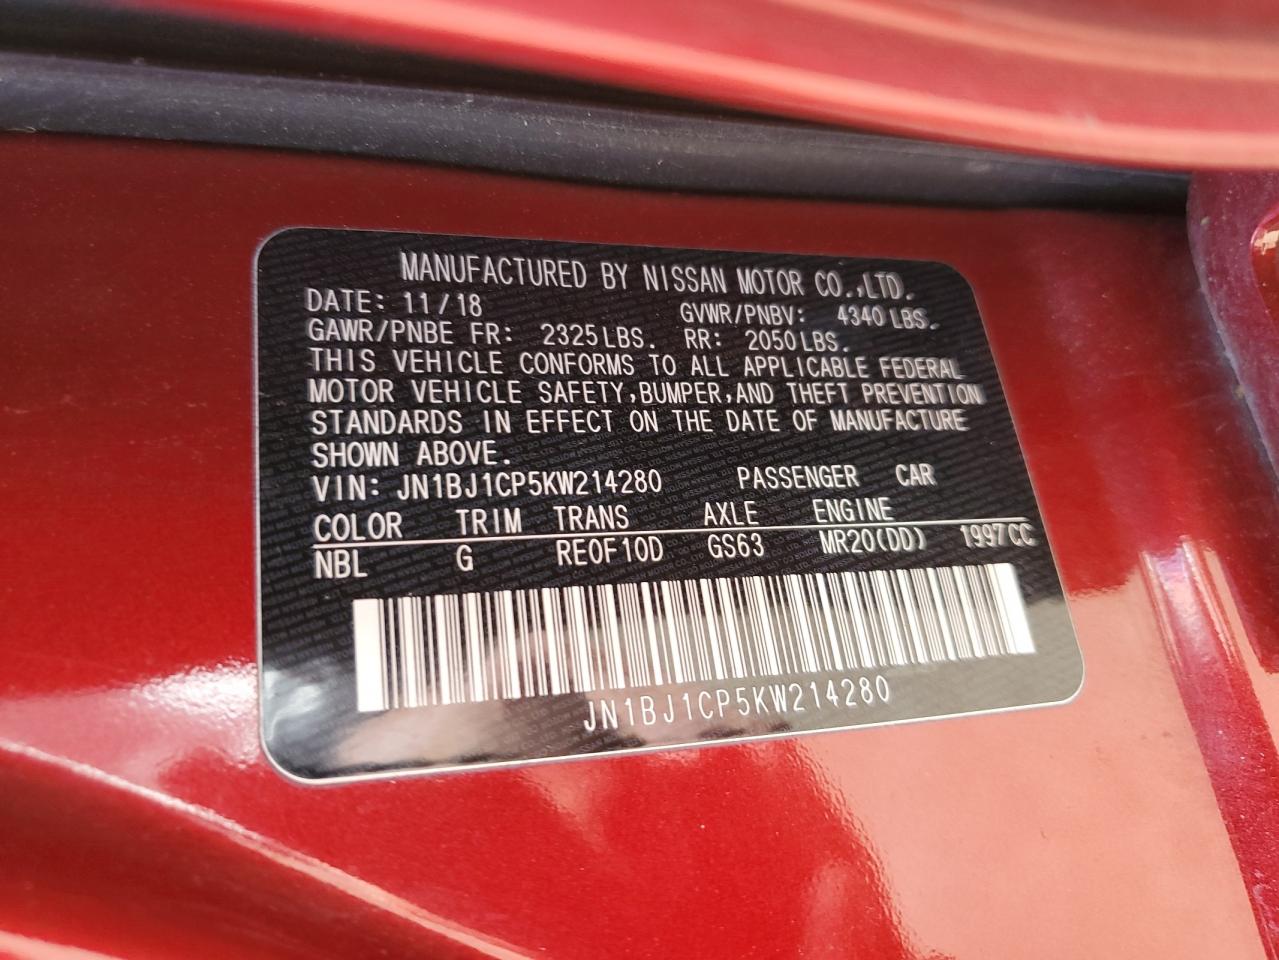 MANUFACTURED BY NISSAN MOTOR CO.,LTD.
DATE: 11/18 GVWR/PNBV: 4340 LBS.
GAWR/PNBE FR: 2325 LBS. RR: 2050 LBS.
THIS VEHICLE CONFORMS TO ALL APPLICABLE FEDERAL
MOTOR VEHICLE SAFETY,BUMPER,AND THEFT PREVENTION
STANDARDS IN EFFECT ON THE DATE OF MANUFACTURE
SHOWN ABOVE.
VIN: JN1BJ1CP5KW214280 PASSENGER CAR
COLOR TRIM TRANS AXLE ENGINE
NBL G RE0F10D GS63 MR20(DD) 1997CC
JN1BJ1CP5KW214280